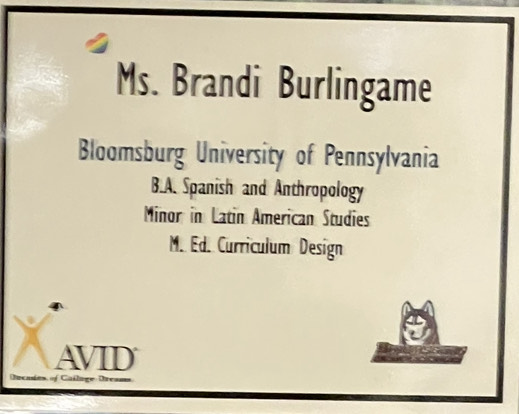 Ms. Brandi Burlingame
Bloomsburg University of Pennsylvania
B.A. Spanish and Anthropology
Minor in Latin American Studies
M. Ed. Curriculum Design
AVID®
Decades of College Dreams